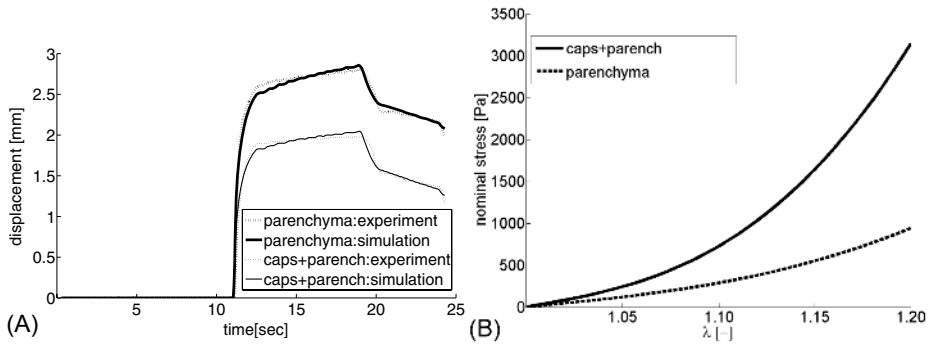 3
2.5
2
1.5
1
0.5
0
0
5
10
15
20
25
displacement [mm]
time[sec]
parenchyma:experiment
parenchyma:simulation
caps+parench:experiment
caps+parench:simulation
(A)
3500
3000
2500
2000
1500
1000
500
0
1.05
1.10
1.15
1.20
nominal stress [Pa]
λ [–]
caps+parench
parenchyma
(B)